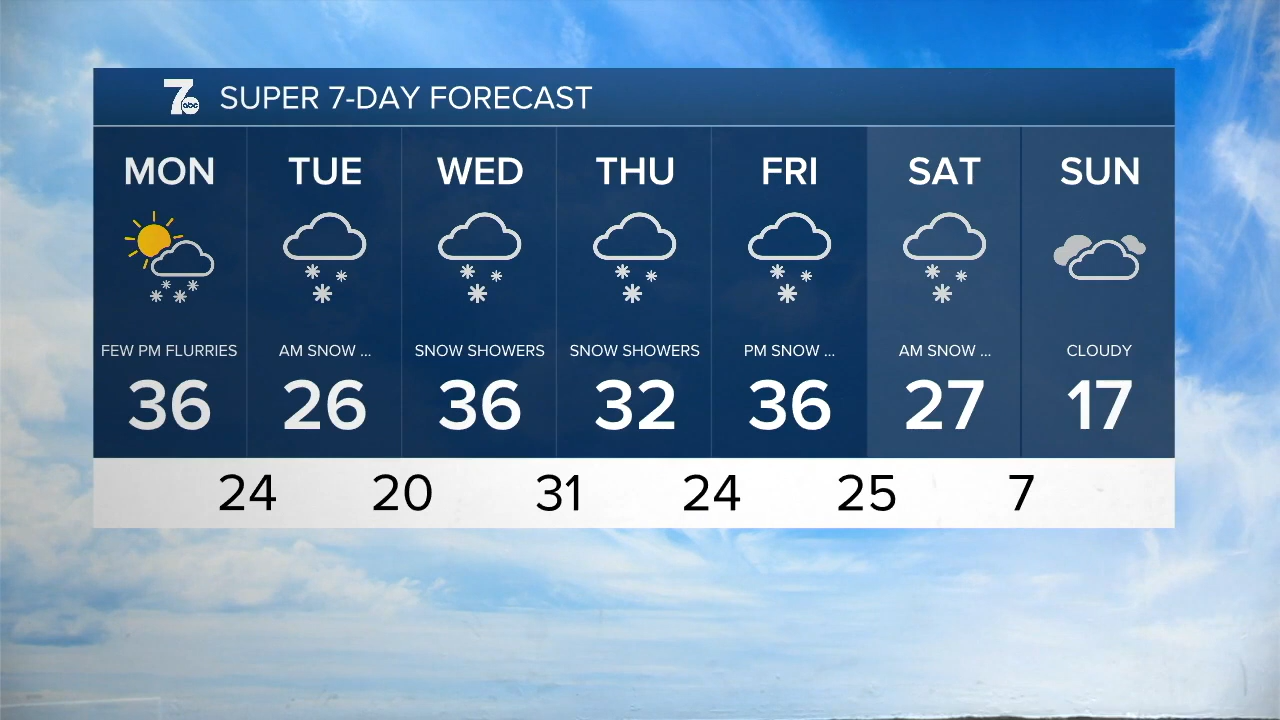 7 abc SUPER 7-DAY FORECAST
MON TUE WED THU FRI SAT SUN
FEW PM FLURRIES AM SNOW ... SNOW SHOWERS SNOW SHOWERS PM SNOW ... AM SNOW ... CLOUDY
36 26 36 32 36 27 17
24 20 31 24 25 7